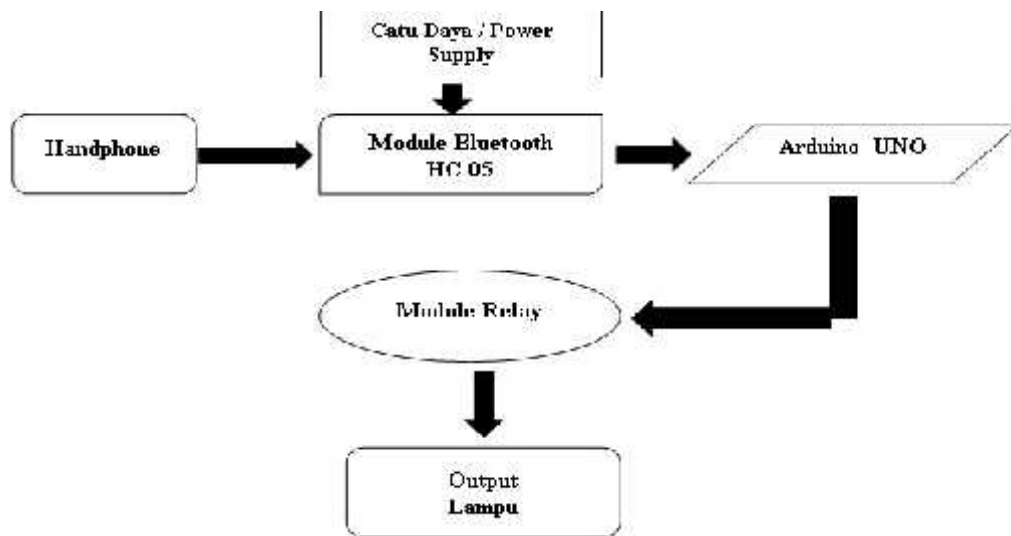 Catu Daya / Power
Supply
Handphone
Module Bluetooth
HC 05
Arduino UNO
Module Relay
Output
Lampu